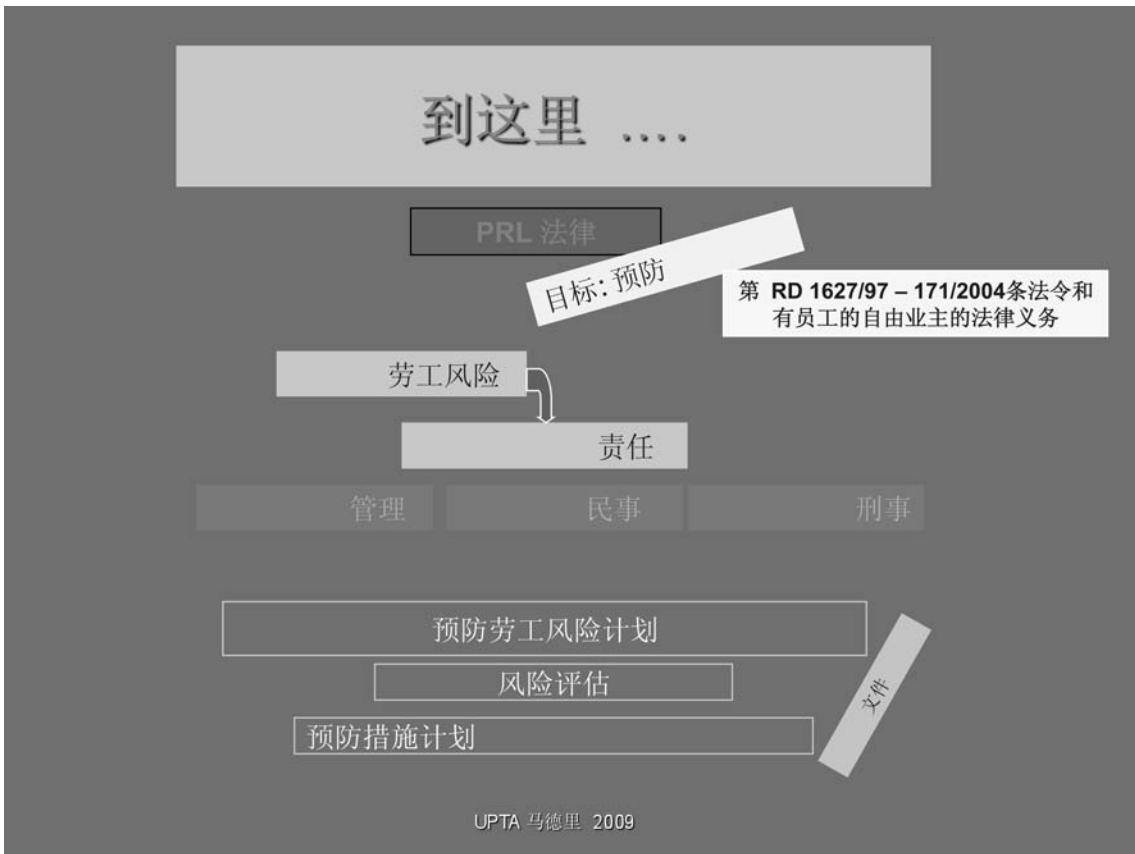 到这里 ....
PRL 法律
目标：预防
第 RD 1627/97 – 171/2004条法令和
有员工的自由业主的法律义务
劳工风险
责任
管理
民事
刑事
预防劳工风险计划
风险评估
预防措施计划
文件
UPTA 马德里 2009